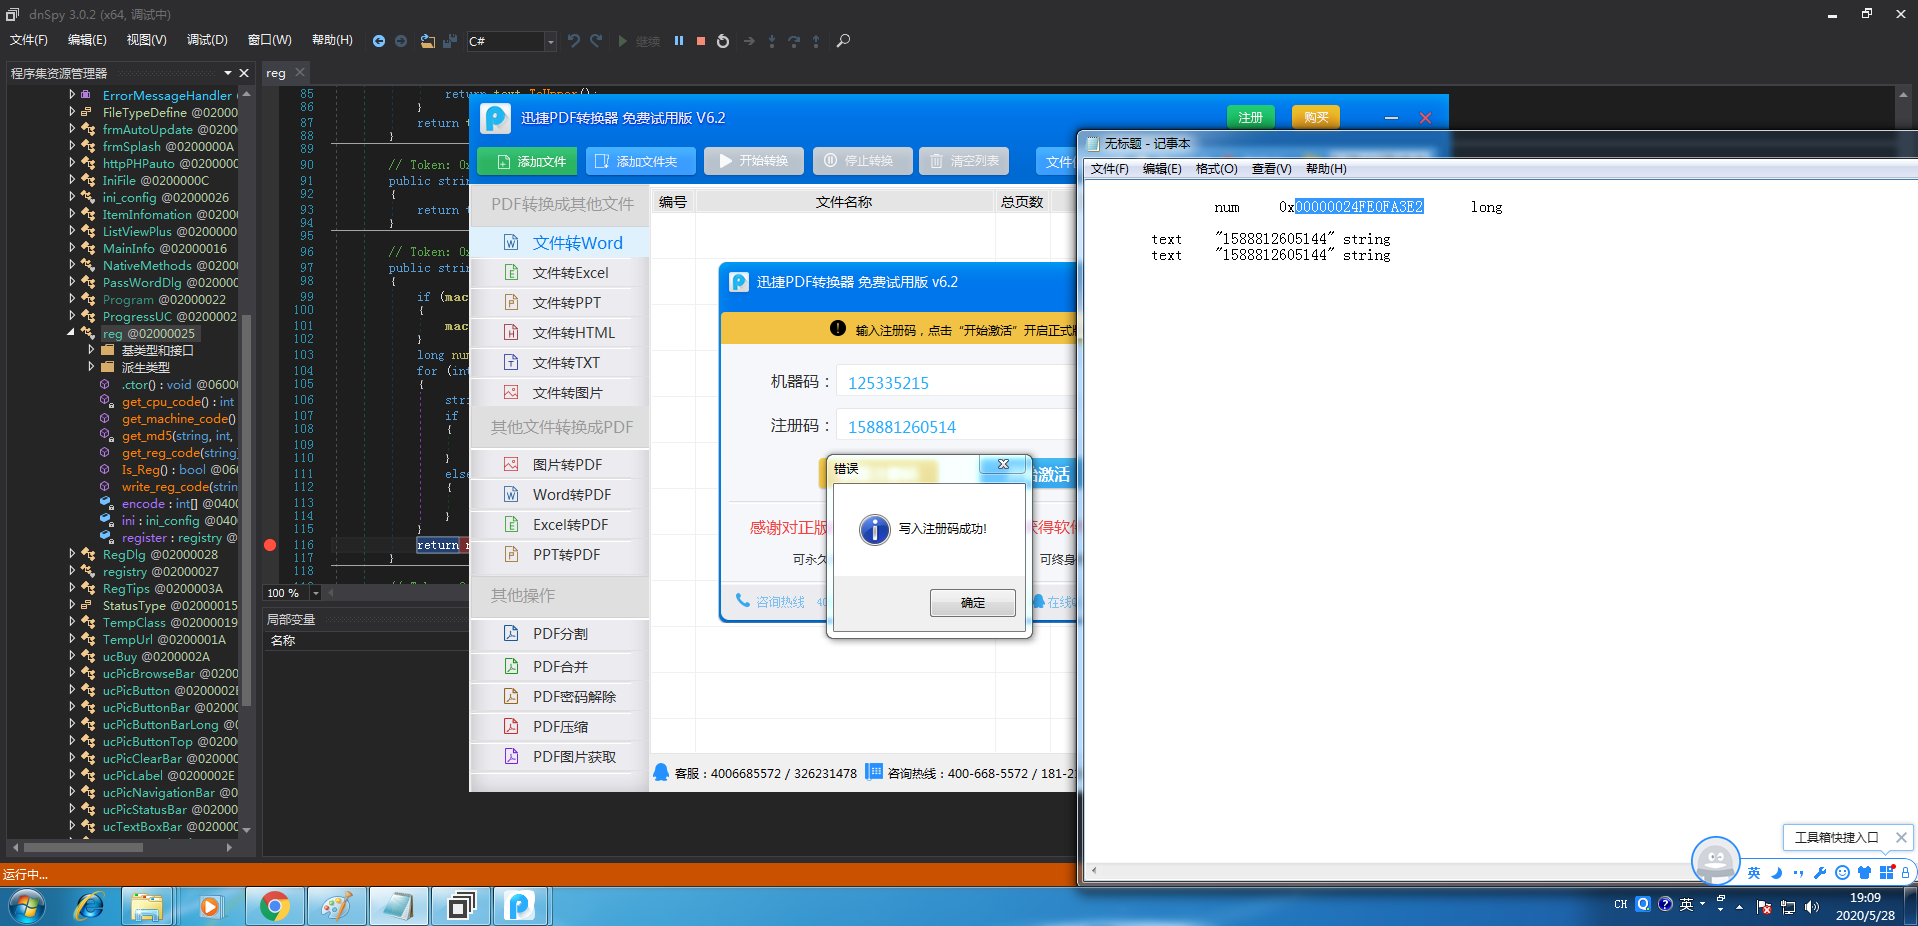 dnSpy 3.0.2 (x64, 调试中)
文件(F) 编辑(E) 视图(V) 调试(D) 窗口(W) 帮助(H) C# 继续
程序集资源管理器
ErrorMessageHandler
FileTypeDefine @02000
frmAutoUpdate @0200
frmSplash @0200000A
httpPHPauto @020000
IniFile @0200000C
ini_config @02000026
ItemInfomation @02000
ListViewPlus @0200000
MainInfo @02000016
NativeMethods @02000
PassWordDlg @020000
Program @02000022
ProgressUC @0200002
reg @02000025
基类型和接口
派生类型
.ctor() : void @0600
get_cpu_code() : int
get_machine_code()
get_md5(string, int,
get_reg_code(string)
Is_Reg() : bool @060
write_reg_code(strin
encode : int[] @0400
ini : ini_config @040
register : registry @
RegDlg @02000028
registry @02000027
RegTips @0200003A
StatusType @02000015
TempClass @02000019
TempUrl @0200001A
ucBuy @0200002A
ucPicBrowseBar @0200
ucPicButton @0200002
ucPicButtonBar @0200
ucPicButtonBarLong @0
ucPicButtonTop @0200
ucPicClearBar @020000
ucPicLabel @0200002E
ucPicNavigationBar @0
ucPicStatusBar @02000
ucTextBoxBar @020000
reg
85 return text.ToUpper();
86 }
87 return t
88 }
89
90 // Token: 0x
91 public strin
92 {
93 return t
94 }
95
96 // Token: 0x
97 public strin
98 {
99 if (mac
100 {
101 mac
102 }
103 long num
104 for (int
105 {
106 stri
107 if
108 {
109
110 }
111 else
112 {
113
114 }
115 }
116 return r
117 }
118
100 %
局部变量
名称
运行中...
迅捷PDF转换器 免费试用版 V6.2
注册 购买
添加文件 添加文件夹 开始转换 停止转换 清空列表 文件
PDF转换成其他文件
文件转Word
文件转Excel
文件转PPT
文件转HTML
文件转TXT
文件转图片
其他文件转换成PDF
图片转PDF
Word转PDF
Excel转PDF
PPT转PDF
其他操作
PDF分割
PDF合并
PDF密码解除
PDF压缩
PDF图片获取
编号 文件名称 总页数
迅捷PDF转换器 免费试用版 v6.2
输入注册码，点击“开始激活”开启正式版
机器码： 125335215
注册码： 158881260514
激活
感谢对正版 获得软件
可永久 可终身
咨询热线 40 在线
错误
写入注册码成功!
确定
客服：4006685572 / 326231478 咨询热线：400-668-5572 / 181-2
无标题 - 记事本
文件(F) 编辑(E) 格式(O) 查看(V) 帮助(H)
num 0x00000024FE0FA3E2 long
text "1588812605144" string
text "1588812605144" string
工具箱快捷入口
英
CH 英
19:09
2020/5/28